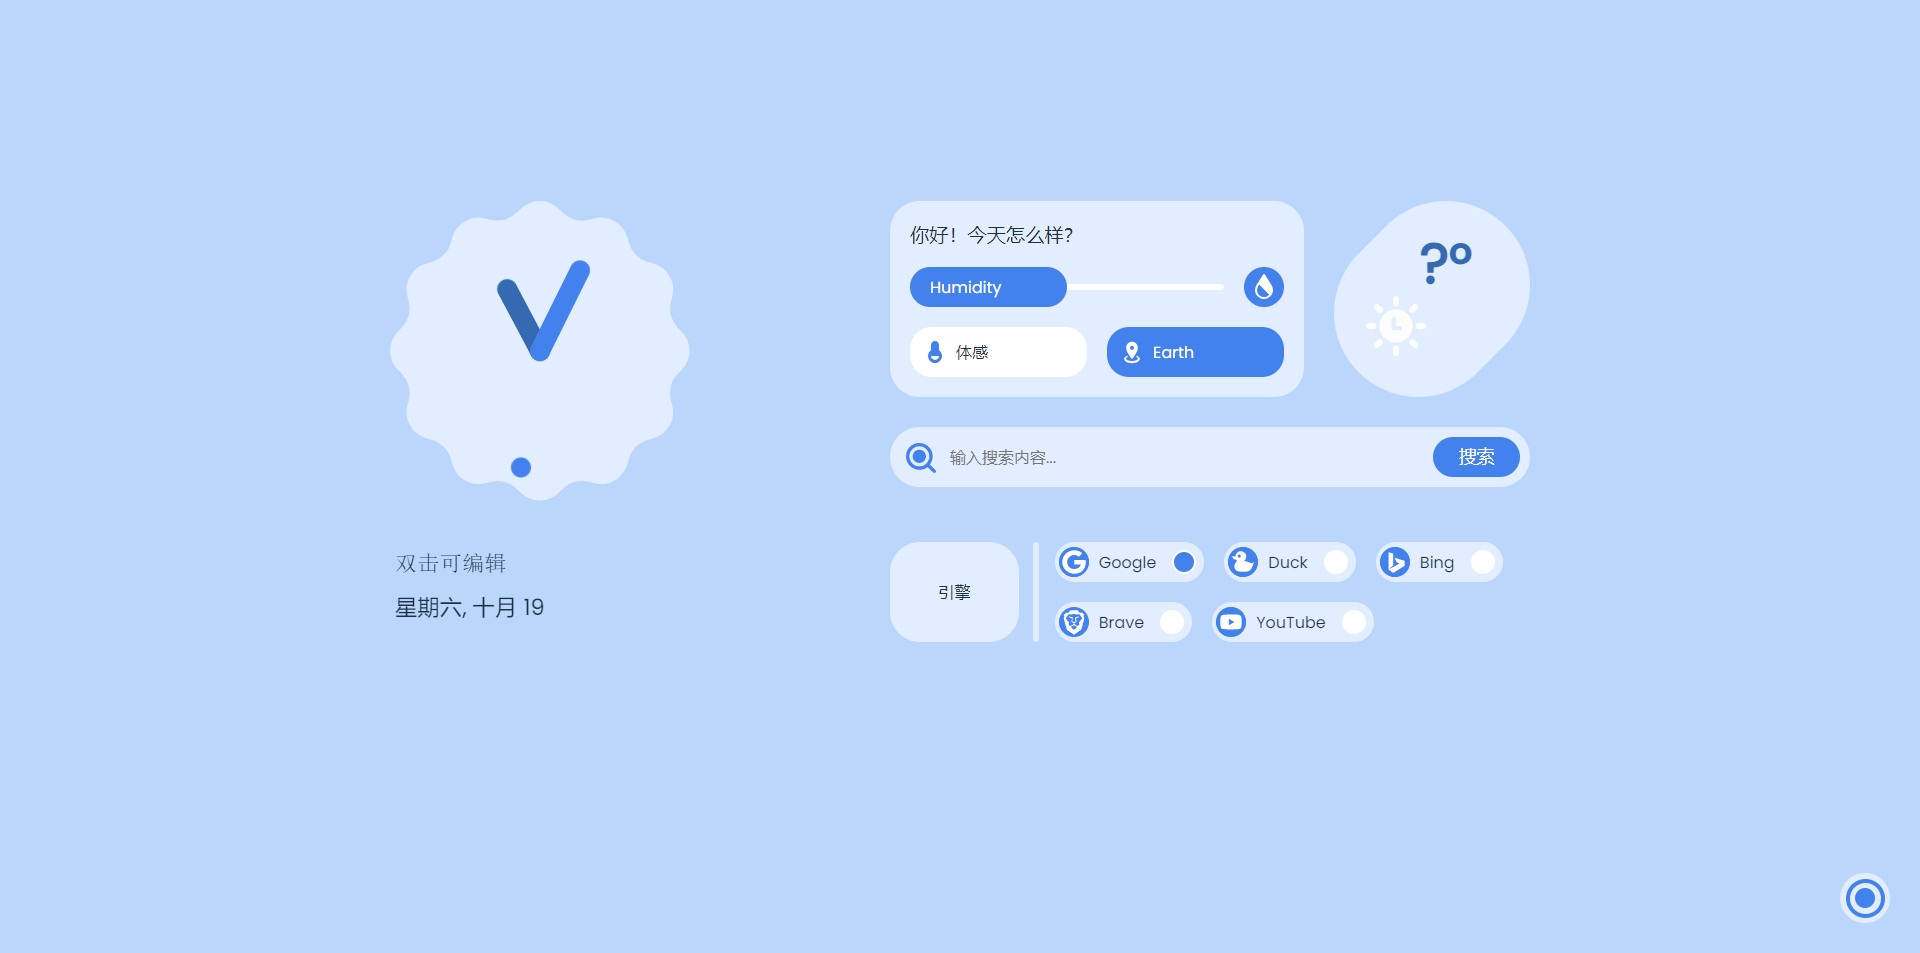 你好！今天怎么样？
Humidity
体感
Earth
?°
输入搜索内容...
搜索
双击可编辑
星期六, 十月 19
引擎
Google
Duck
Bing
Brave
YouTube